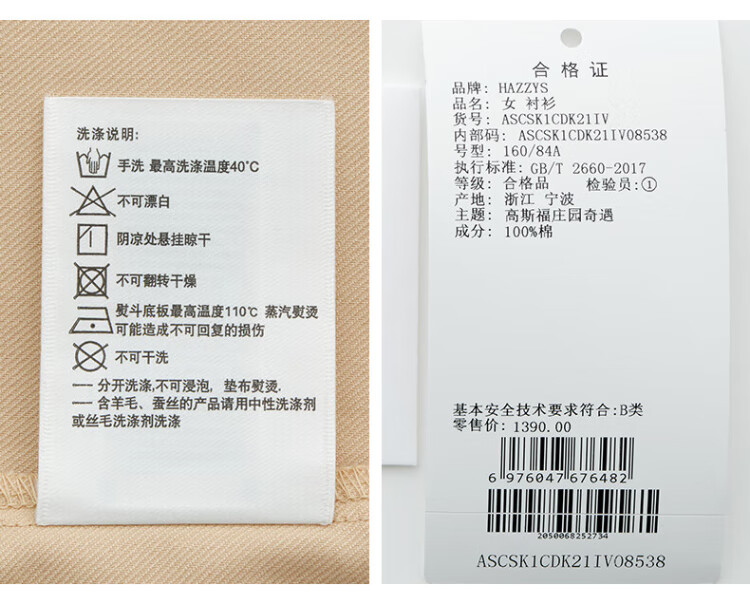 洗涤说明:
手洗 最高洗涤温度40℃
不可漂白
阴凉处悬挂晾干
不可翻转干燥
熨斗底板最高温度110℃ 蒸汽熨烫
可能造成不可回复的损伤
不可干洗
一 分开洗涤,不可浸泡, 垫布熨烫.
一 含羊毛、蚕丝的产品请用中性洗涤剂
或丝毛洗涤剂洗涤
合格证
品牌: HAZZYS
品名: 女 衬衫
货号: ASCSK1CDK21IV
内部码: ASCSK1CDK21IV08538
号型: 160/84A
执行标准: GB/T 2660-2017
等级: 合格品 检验员:①
产地: 浙江 宁波
主题: 高斯福庄园奇遇
成分: 100%棉
基本安全技术要求符合:B类
零售价: 1390.00
6 976047 676482
2050068252734
ASCSK1CDK21IV08538